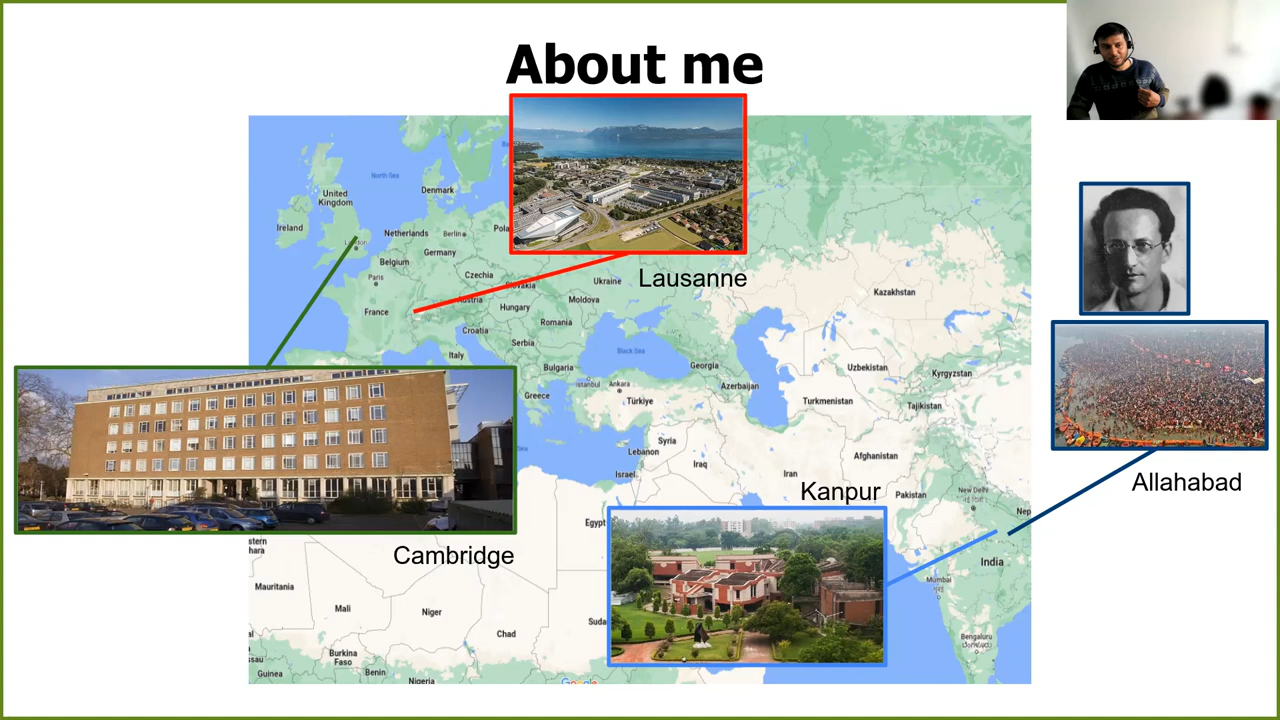 About me
Lausanne
Cambridge
Kanpur
Allahabad
North Sea
United
Kingdom
Ireland
Denmark
Netherlands
Berlin
Belgium
Germany
Paris
Czechia
France
Croatia
Hungary
Ukraine
Moldova
Romania
Serbia
Italy
Bulgaria
Black Sea
Georgia
Istanbul
Ankara
Greece
Türkiye
Azerbaijan
Kazakhstan
Uzbekistan
Kyrgyzstan
Turkmenistan
Tajikistan
Syria
Lebanon
Israel
Iraq
Iran
Afghanistan
Pakistan
New Delhi
Nep
India
Mumbai
Bengaluru
Egypt
Mauritania
Mali
Niger
Chad
Suda
Burkina
Faso
Guinea
Benin
Nigeria
Google